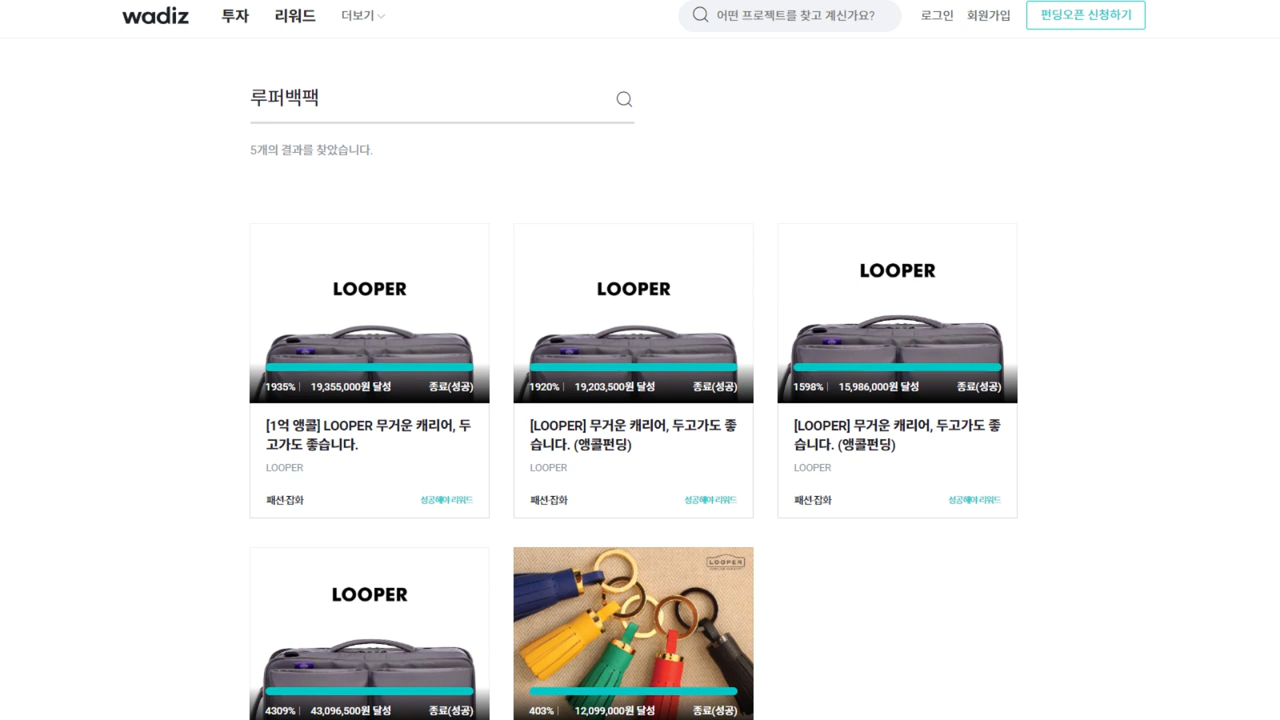 wadiz 투자 리워드 더보기 어떤 프로젝트를 찾고 계신가요? 로그인 회원가입 펀딩오픈 신청하기
루퍼백팩
5개의 결과를 찾았습니다.
LOOPER
1935% 19,355,000원 달성 종료(성공)
[1억 앵콜] LOOPER 무거운 캐리어, 두
고가도 좋습니다.
LOOPER
패션·잡화 성공해야 리워드
LOOPER
1920% 19,203,500원 달성 종료(성공)
[LOOPER] 무거운 캐리어, 두고가도 좋
습니다. (앵콜펀딩)
LOOPER
패션·잡화 성공해야 리워드
LOOPER
1598% 15,986,000원 달성 종료(성공)
[LOOPER] 무거운 캐리어, 두고가도 좋
습니다. (앵콜펀딩)
LOOPER
패션·잡화 성공해야 리워드
LOOPER
4309% 43,096,500원 달성 종료(성공)
LOOPER
403% 12,099,000원 달성 종료(성공)